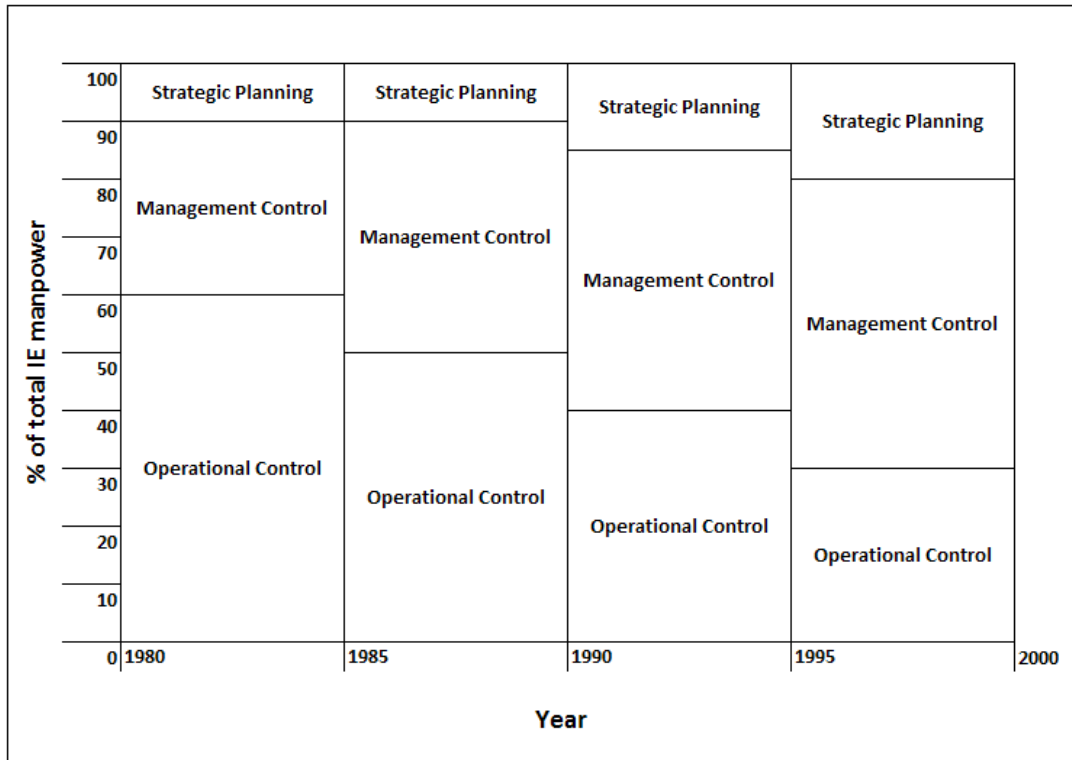 % of total IE manpower
100
90
80
70
60
50
40
30
20
10
0
Strategic Planning
Management Control
Operational Control
Strategic Planning
Management Control
Operational Control
Strategic Planning
Management Control
Operational Control
Strategic Planning
Management Control
Operational Control
1980
1985
1990
1995
2000
Year